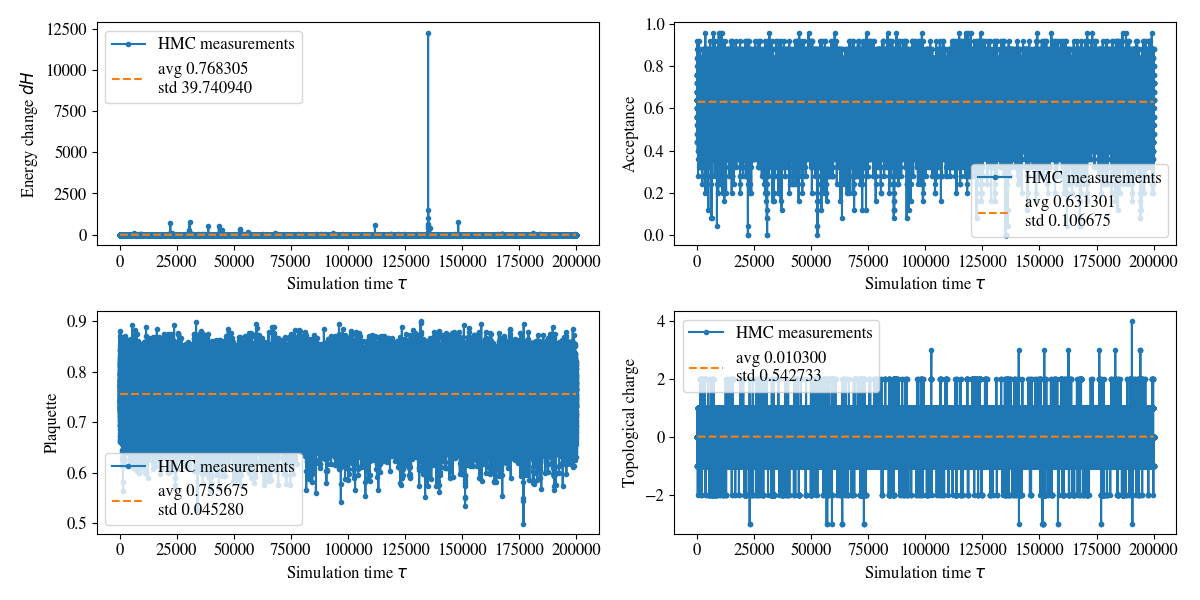 Energy change dH
12500
10000
7500
5000
2500
0
HMC measurements
avg 0.768305
std 39.740940
0 25000 50000 75000 100000 125000 150000 175000 200000
Simulation time τ
Acceptance
1.0
0.8
0.6
0.4
0.2
0.0
HMC measurements
avg 0.631301
std 0.106675
0 25000 50000 75000 100000 125000 150000 175000 200000
Simulation time τ
Plaquette
0.9
0.8
0.7
0.6
0.5
HMC measurements
avg 0.755675
std 0.045280
0 25000 50000 75000 100000 125000 150000 175000 200000
Simulation time τ
Topological charge
4
2
0
−2
HMC measurements
avg 0.010300
std 0.542733
0 25000 50000 75000 100000 125000 150000 175000 200000
Simulation time τ